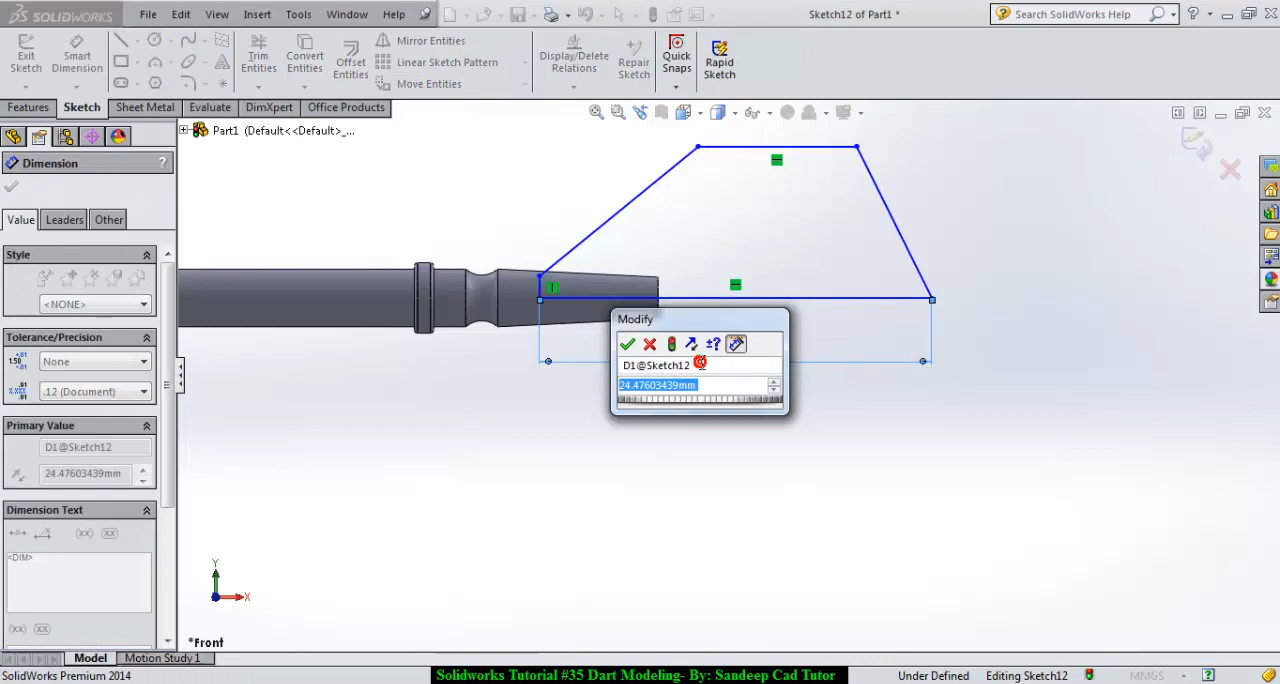 SOLIDWORKS
File Edit View Insert Tools Window Help
Sketch12 of Part1 *
Search SolidWorks Help
Exit Sketch
Smart Dimension
Trim Entities
Convert Entities
Offset Entities
Mirror Entities
Linear Sketch Pattern
Move Entities
Display/Delete Relations
Repair Sketch
Quick Snaps
Rapid Sketch
Features Sketch Sheet Metal Evaluate DimXpert Office Products
Part1 (Default<<Default>_...
Dimension ?
Value Leaders Other
Style
<NONE>
Tolerance/Precision
None
.12 (Document)
Primary Value
D1@Sketch12
24.47603439mm
Dimension Text
<DIM>
Modify
D1@Sketch12
24.47603439mm
Y
X
*Front
Model Motion Study 1
SolidWorks Premium 2014
Solidworks Tutorial #35 Dart Modeling- By: Sandeep Cad Tutor
Under Defined Editing Sketch12 MMGS